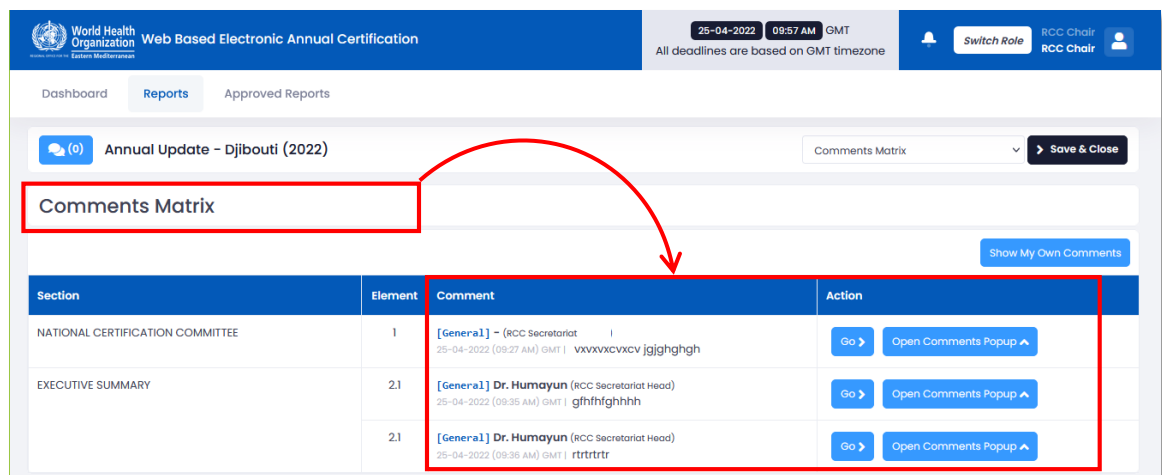 World Health
Organization
Eastern Mediterranean
Web Based Electronic Annual Certification
25-04-2022 09:57 AM GMT
All deadlines are based on GMT timezone
Switch Role
RCC Chair
RCC Chair
Dashboard Reports Approved Reports
(0) Annual Update - Djibouti (2022)
Comments Matrix
Save & Close
Comments Matrix
Show My Own Comments
Section Element Comment Action
NATIONAL CERTIFICATION COMMITTEE 1 [General] - (RCC Secretariat )
25-04-2022 (09:27 AM) GMT | vxvxvxcvxcv jgjghghgh
Go Open Comments Popup
EXECUTIVE SUMMARY 2.1 [General] Dr. Humayun (RCC Secretariat Head)
25-04-2022 (09:35 AM) GMT | gfhfhfghhhh
Go Open Comments Popup
2.1 [General] Dr. Humayun (RCC Secretariat Head)
25-04-2022 (09:36 AM) GMT | rtrtrtrtr
Go Open Comments Popup